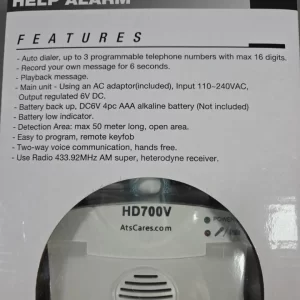 HELP ALARM
FEATURES
- Auto dialer, up to 3 programmable telephone numbers with max 16 digits.
- Record your own message for 6 seconds.
- Playback message.
- Main unit - Using an AC adaptor(included), Input 110~240VAC,
Output regulated 6V DC.
- Battery back up, DC6V 4pc AAA alkaline battery (Not included)
- Battery low indicator.
- Detection Area: max 50 meter long, open area.
- Easy to program, remote keyfob
- Two-way voice communication, hands free.
- Use Radio 433.92MHz AM super, heterodyne receiver.
HD700V
AtsCares.com